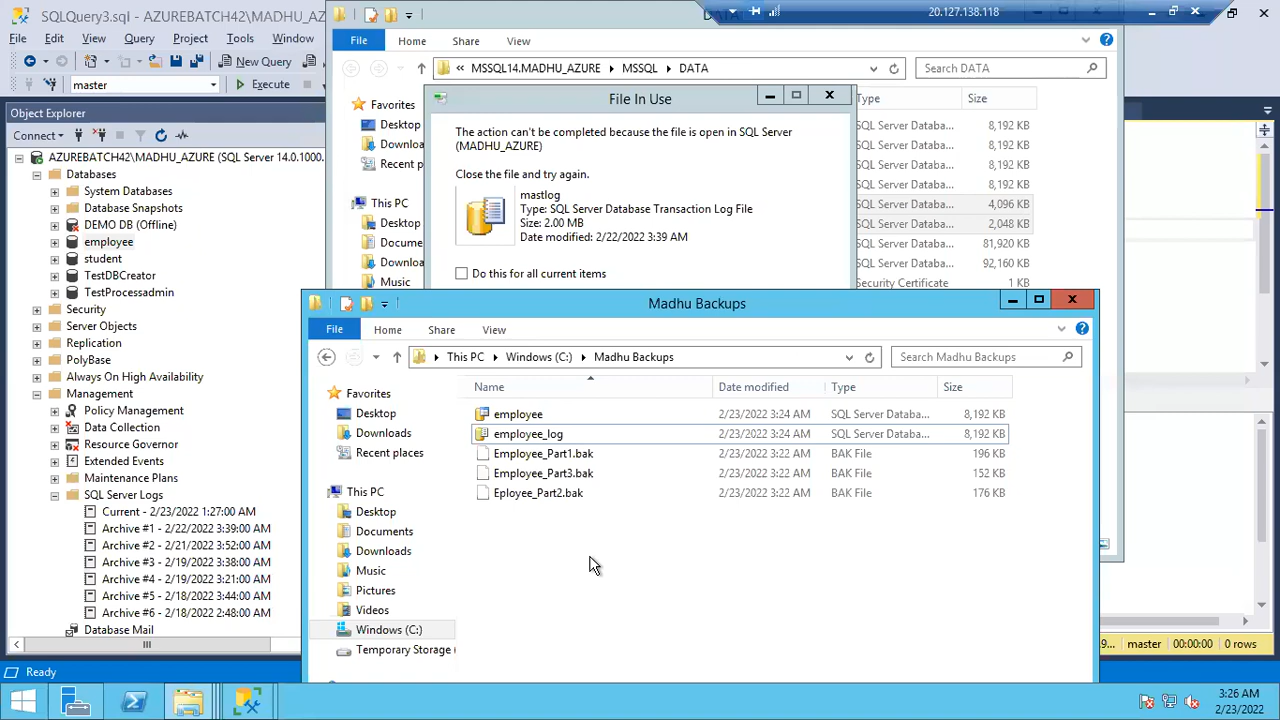 SQLQuery3.sql - AZUREBATCH42\MADHU_AZURE
File Edit View Query Project Tools Window
New Query
master
Execute
Object Explorer
Connect
AZUREBATCH42\MADHU_AZURE (SQL Server 14.0.1000.
Databases
System Databases
Database Snapshots
DEMO DB (Offline)
employee
student
TestDBCreator
TestProcessadmin
Security
Server Objects
Replication
PolyBase
Always On High Availability
Management
Policy Management
Data Collection
Extended Events
Maintenance Plans
SQL Server Logs
Current - 2/23/2022 1:27:00 AM
Archive #1 - 2/22/2022 3:39:00 AM
Archive #2 - 2/21/2022 3:52:00 AM
Archive #3 - 2/19/2022 3:38:00 AM
Archive #4 - 2/19/2022 3:21:00 AM
Archive #5 - 2/18/2022 3:44:00 AM
Archive #6 - 2/18/2022 2:48:00 AM
Database Mail
Ready
20.127.138.118
File Home Share View
« MSSQL14.MADHU_AZURE MSSQL DATA
Search DATA
Favorites
Desktop
Downloa
Recent p
This PC
Desktop
Docume
Downloa
Music
Type Size
SQL Server Databa... 8,192 KB
SQL Server Databa... 8,192 KB
SQL Server Databa... 8,192 KB
SQL Server Databa... 8,192 KB
SQL Server Databa... 4,096 KB
SQL Server Databa... 2,048 KB
SQL Server Databa... 81,920 KB
SQL Server Databa... 92,160 KB
Security Certificate 1 KB
File In Use
The action can't be completed because the file is open in SQL Server
(MADHU_AZURE)
Close the file and try again.
mastlog
Type: SQL Server Database Transaction Log File
Size: 2.00 MB
Date modified: 2/22/2022 3:39 AM
Do this for all current items
Madhu Backups
File Home Share View
This PC Windows (C:) Madhu Backups
Search Madhu Backups
Favorites
Desktop
Downloads
Recent places
This PC
Desktop
Documents
Downloads
Music
Pictures
Videos
Windows (C:)
Temporary Storage (
Name Date modified Type Size
employee 2/23/2022 3:24 AM SQL Server Databa... 8,192 KB
employee_log 2/23/2022 3:24 AM SQL Server Databa... 8,192 KB
Employee_Part1.bak 2/23/2022 3:22 AM BAK File 196 KB
Employee_Part3.bak 2/23/2022 3:22 AM BAK File 152 KB
Eployee_Part2.bak 2/23/2022 3:22 AM BAK File 176 KB
9... master 00:00:00 0 rows
3:26 AM
2/23/2022